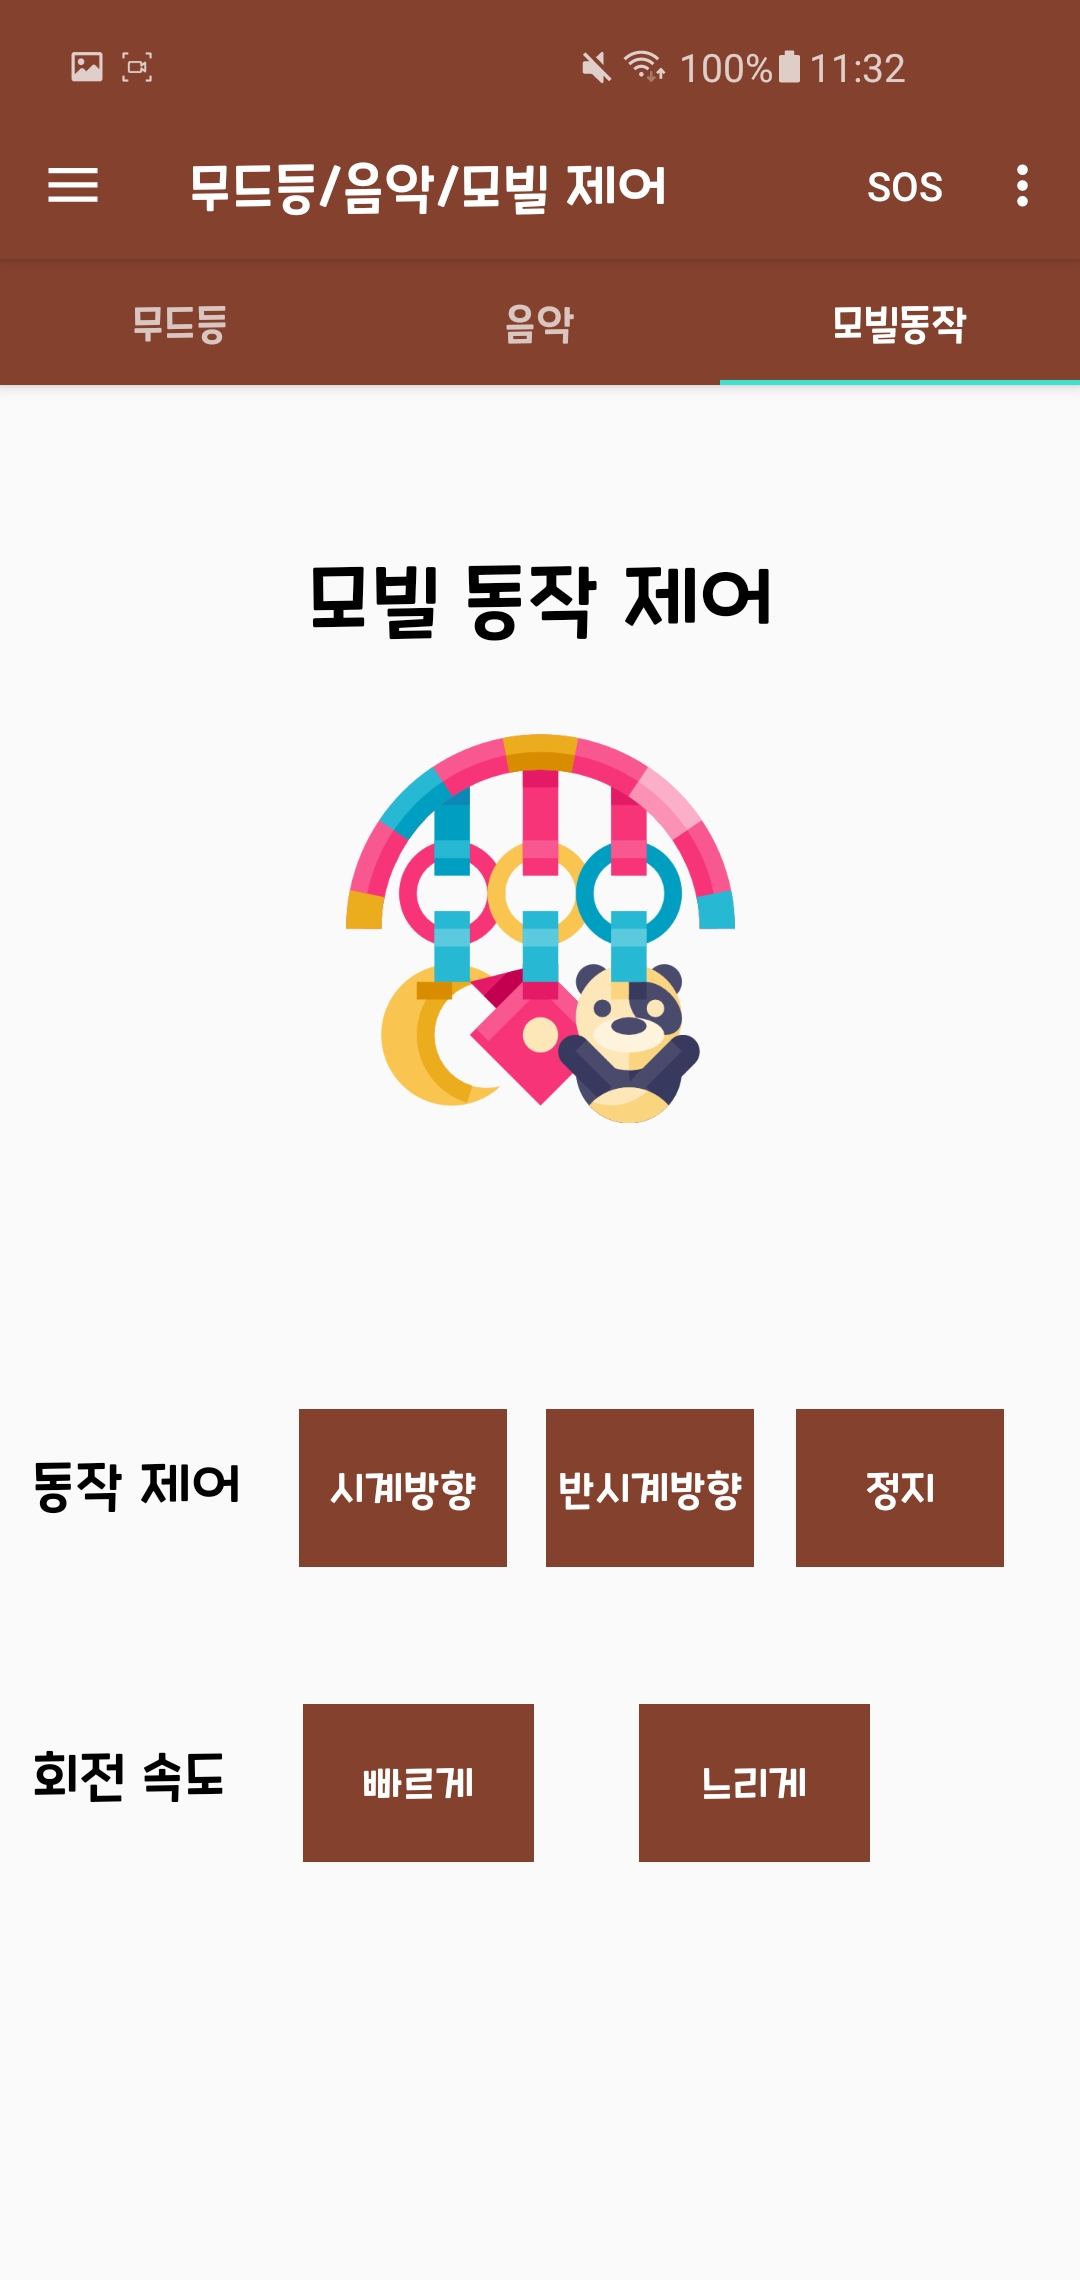 100% 11:32
무드등/음악/모빌 제어 SOS
무드등 음악 모빌동작
모빌 동작 제어
동작 제어 시계방향 반시계방향 정지
회전 속도 빠르게 느리게